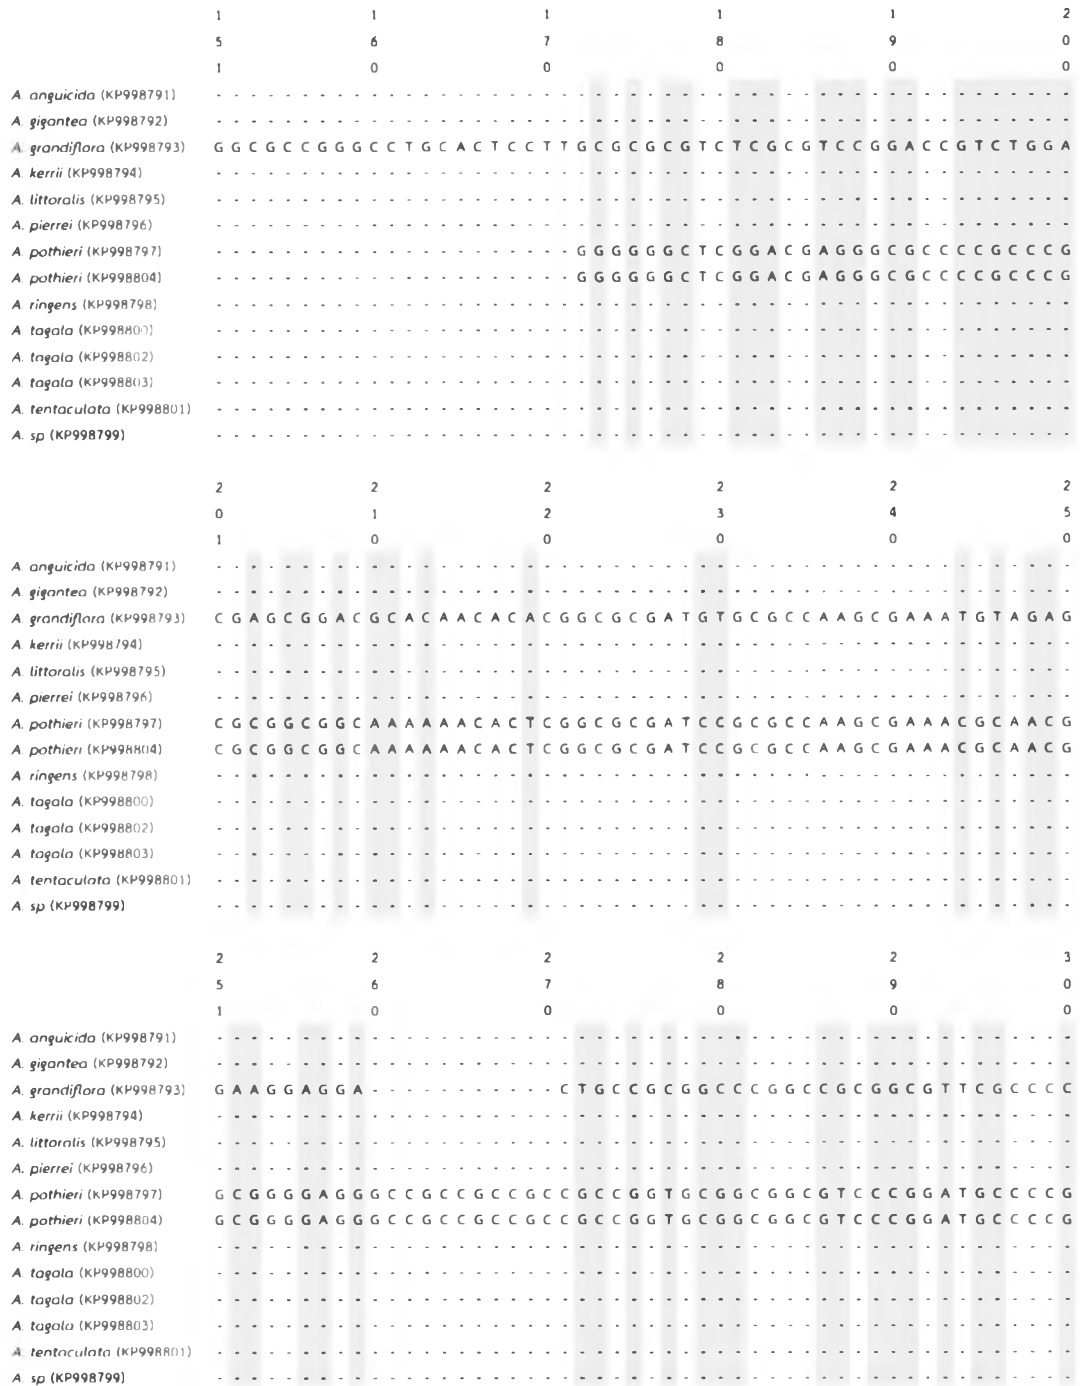 1 1 1 1 1 2
5 6 7 8 9 0
1 0 0 0 0 0
A. anguicida (KP998791) - - - - - - - - - - - - - - - - - - - - - - - - - - - - - - - - - - - - - - - - - - - - - - - - - -
A. gigantea (KP998792) - - - - - - - - - - - - - - - - - - - - - - - - - - - - - - - - - - - - - - - - - - - - - - - - - -
A. grandiflora (KP998793) G G C G C C G G G C C T G C A C T C C T T G C G C G C G T C T C G C G T C C G G A C C G T C T G G A
A. kerrii (KP998794) - - - - - - - - - - - - - - - - - - - - - - - - - - - - - - - - - - - - - - - - - - - - - - - - - -
A. littoralis (KP998795) - - - - - - - - - - - - - - - - - - - - - - - - - - - - - - - - - - - - - - - - - - - - - - - - - -
A. pierrei (KP998796) - - - - - - - - - - - - - - - - - - - - - - - - - - - - - - - - - - - - - - - - - - - - - - - - - -
A. pothieri (KP998797) - - - - - - - - - - - - - - - - - - - - - G G G G G G C T C G G A C G A G G G C G C C C C G C C C G
A. pothieri (KP998804) - - - - - - - - - - - - - - - - - - - - - G G G G G G C T C G G A C G A G G G C G C C C C G C C C G
A. ringens (KP998798) - - - - - - - - - - - - - - - - - - - - - - - - - - - - - - - - - - - - - - - - - - - - - - - - - -
A. tagala (KP998800) - - - - - - - - - - - - - - - - - - - - - - - - - - - - - - - - - - - - - - - - - - - - - - - - - -
A. tagala (KP998802) - - - - - - - - - - - - - - - - - - - - - - - - - - - - - - - - - - - - - - - - - - - - - - - - - -
A. tagala (KP998803) - - - - - - - - - - - - - - - - - - - - - - - - - - - - - - - - - - - - - - - - - - - - - - - - - -
A. tentaculata (KP998801) - - - - - - - - - - - - - - - - - - - - - - - - - - - - - - - - - - - - - - - - - - - - - - - - - -
A. sp (KP998799) - - - - - - - - - - - - - - - - - - - - - - - - - - - - - - - - - - - - - - - - - - - - - - - - - -
2 2 2 2 2 2
0 1 2 3 4 5
1 0 0 0 0 0
A. anguicida (KP998791) - - - - - - - - - - - - - - - - - - - - - - - - - - - - - - - - - - - - - - - - - - - - - - - - - -
A. gigantea (KP998792) - - - - - - - - - - - - - - - - - - - - - - - - - - - - - - - - - - - - - - - - - - - - - - - - - -
A. grandiflora (KP998793) C G A G C G G A C G C A C A A C A C A C G G C G C G A T G T G C G C C A A G C G A A A T G T A G A G
A. kerrii (KP998794) - - - - - - - - - - - - - - - - - - - - - - - - - - - - - - - - - - - - - - - - - - - - - - - - - -
A. littoralis (KP998795) - - - - - - - - - - - - - - - - - - - - - - - - - - - - - - - - - - - - - - - - - - - - - - - - - -
A. pierrei (KP998796) - - - - - - - - - - - - - - - - - - - - - - - - - - - - - - - - - - - - - - - - - - - - - - - - - -
A. pothieri (KP998797) C G C G G C G G C A A A A A A C A C T C G G C G C G A T C C G C G C C A A G C G A A A C G C A A C G
A. pothieri (KP998804) C G C G G C G G C A A A A A A C A C T C G G C G C G A T C C G C G C C A A G C G A A A C G C A A C G
A. ringens (KP998798) - - - - - - - - - - - - - - - - - - - - - - - - - - - - - - - - - - - - - - - - - - - - - - - - - -
A. tagala (KP998800) - - - - - - - - - - - - - - - - - - - - - - - - - - - - - - - - - - - - - - - - - - - - - - - - - -
A. tagala (KP998802) - - - - - - - - - - - - - - - - - - - - - - - - - - - - - - - - - - - - - - - - - - - - - - - - - -
A. tagala (KP998803) - - - - - - - - - - - - - - - - - - - - - - - - - - - - - - - - - - - - - - - - - - - - - - - - - -
A. tentaculata (KP998801) - - - - - - - - - - - - - - - - - - - - - - - - - - - - - - - - - - - - - - - - - - - - - - - - - -
A. sp (KP998799) - - - - - - - - - - - - - - - - - - - - - - - - - - - - - - - - - - - - - - - - - - - - - - - - - -
2 2 2 2 2 3
5 6 7 8 9 0
1 0 0 0 0 0
A. anguicida (KP998791) - - - - - - - - - - - - - - - - - - - - - - - - - - - - - - - - - - - - - - - - - - - - - - - - - -
A. gigantea (KP998792) - - - - - - - - - - - - - - - - - - - - - - - - - - - - - - - - - - - - - - - - - - - - - - - - - -
A. grandiflora (KP998793) G A A G G A G G A - - - - - - - - - - - C T G C C G C G G C C C G G C C G C G G C G T T C G C C C C
A. kerrii (KP998794) - - - - - - - - - - - - - - - - - - - - - - - - - - - - - - - - - - - - - - - - - - - - - - - - - -
A. littoralis (KP998795) - - - - - - - - - - - - - - - - - - - - - - - - - - - - - - - - - - - - - - - - - - - - - - - - - -
A. pierrei (KP998796) - - - - - - - - - - - - - - - - - - - - - - - - - - - - - - - - - - - - - - - - - - - - - - - - - -
A. pothieri (KP998797) G C G G G G A G G G C C G C C G C C G C C G C C G G T G C G G C G G C G T C C C G G A T G C C C C G
A. pothieri (KP998804) G C G G G G A G G G C C G C C G C C G C C G C C G G T G C G G C G G C G T C C C G G A T G C C C C G
A. ringens (KP998798) - - - - - - - - - - - - - - - - - - - - - - - - - - - - - - - - - - - - - - - - - - - - - - - - - -
A. tagala (KP998800) - - - - - - - - - - - - - - - - - - - - - - - - - - - - - - - - - - - - - - - - - - - - - - - - - -
A. tagala (KP998802) - - - - - - - - - - - - - - - - - - - - - - - - - - - - - - - - - - - - - - - - - - - - - - - - - -
A. tagala (KP998803) - - - - - - - - - - - - - - - - - - - - - - - - - - - - - - - - - - - - - - - - - - - - - - - - - -
A. tentaculata (KP998801) - - - - - - - - - - - - - - - - - - - - - - - - - - - - - - - - - - - - - - - - - - - - - - - - - -
A. sp (KP998799) - - - - - - - - - - - - - - - - - - - - - - - - - - - - - - - - - - - - - - - - - - - - - - - - - -